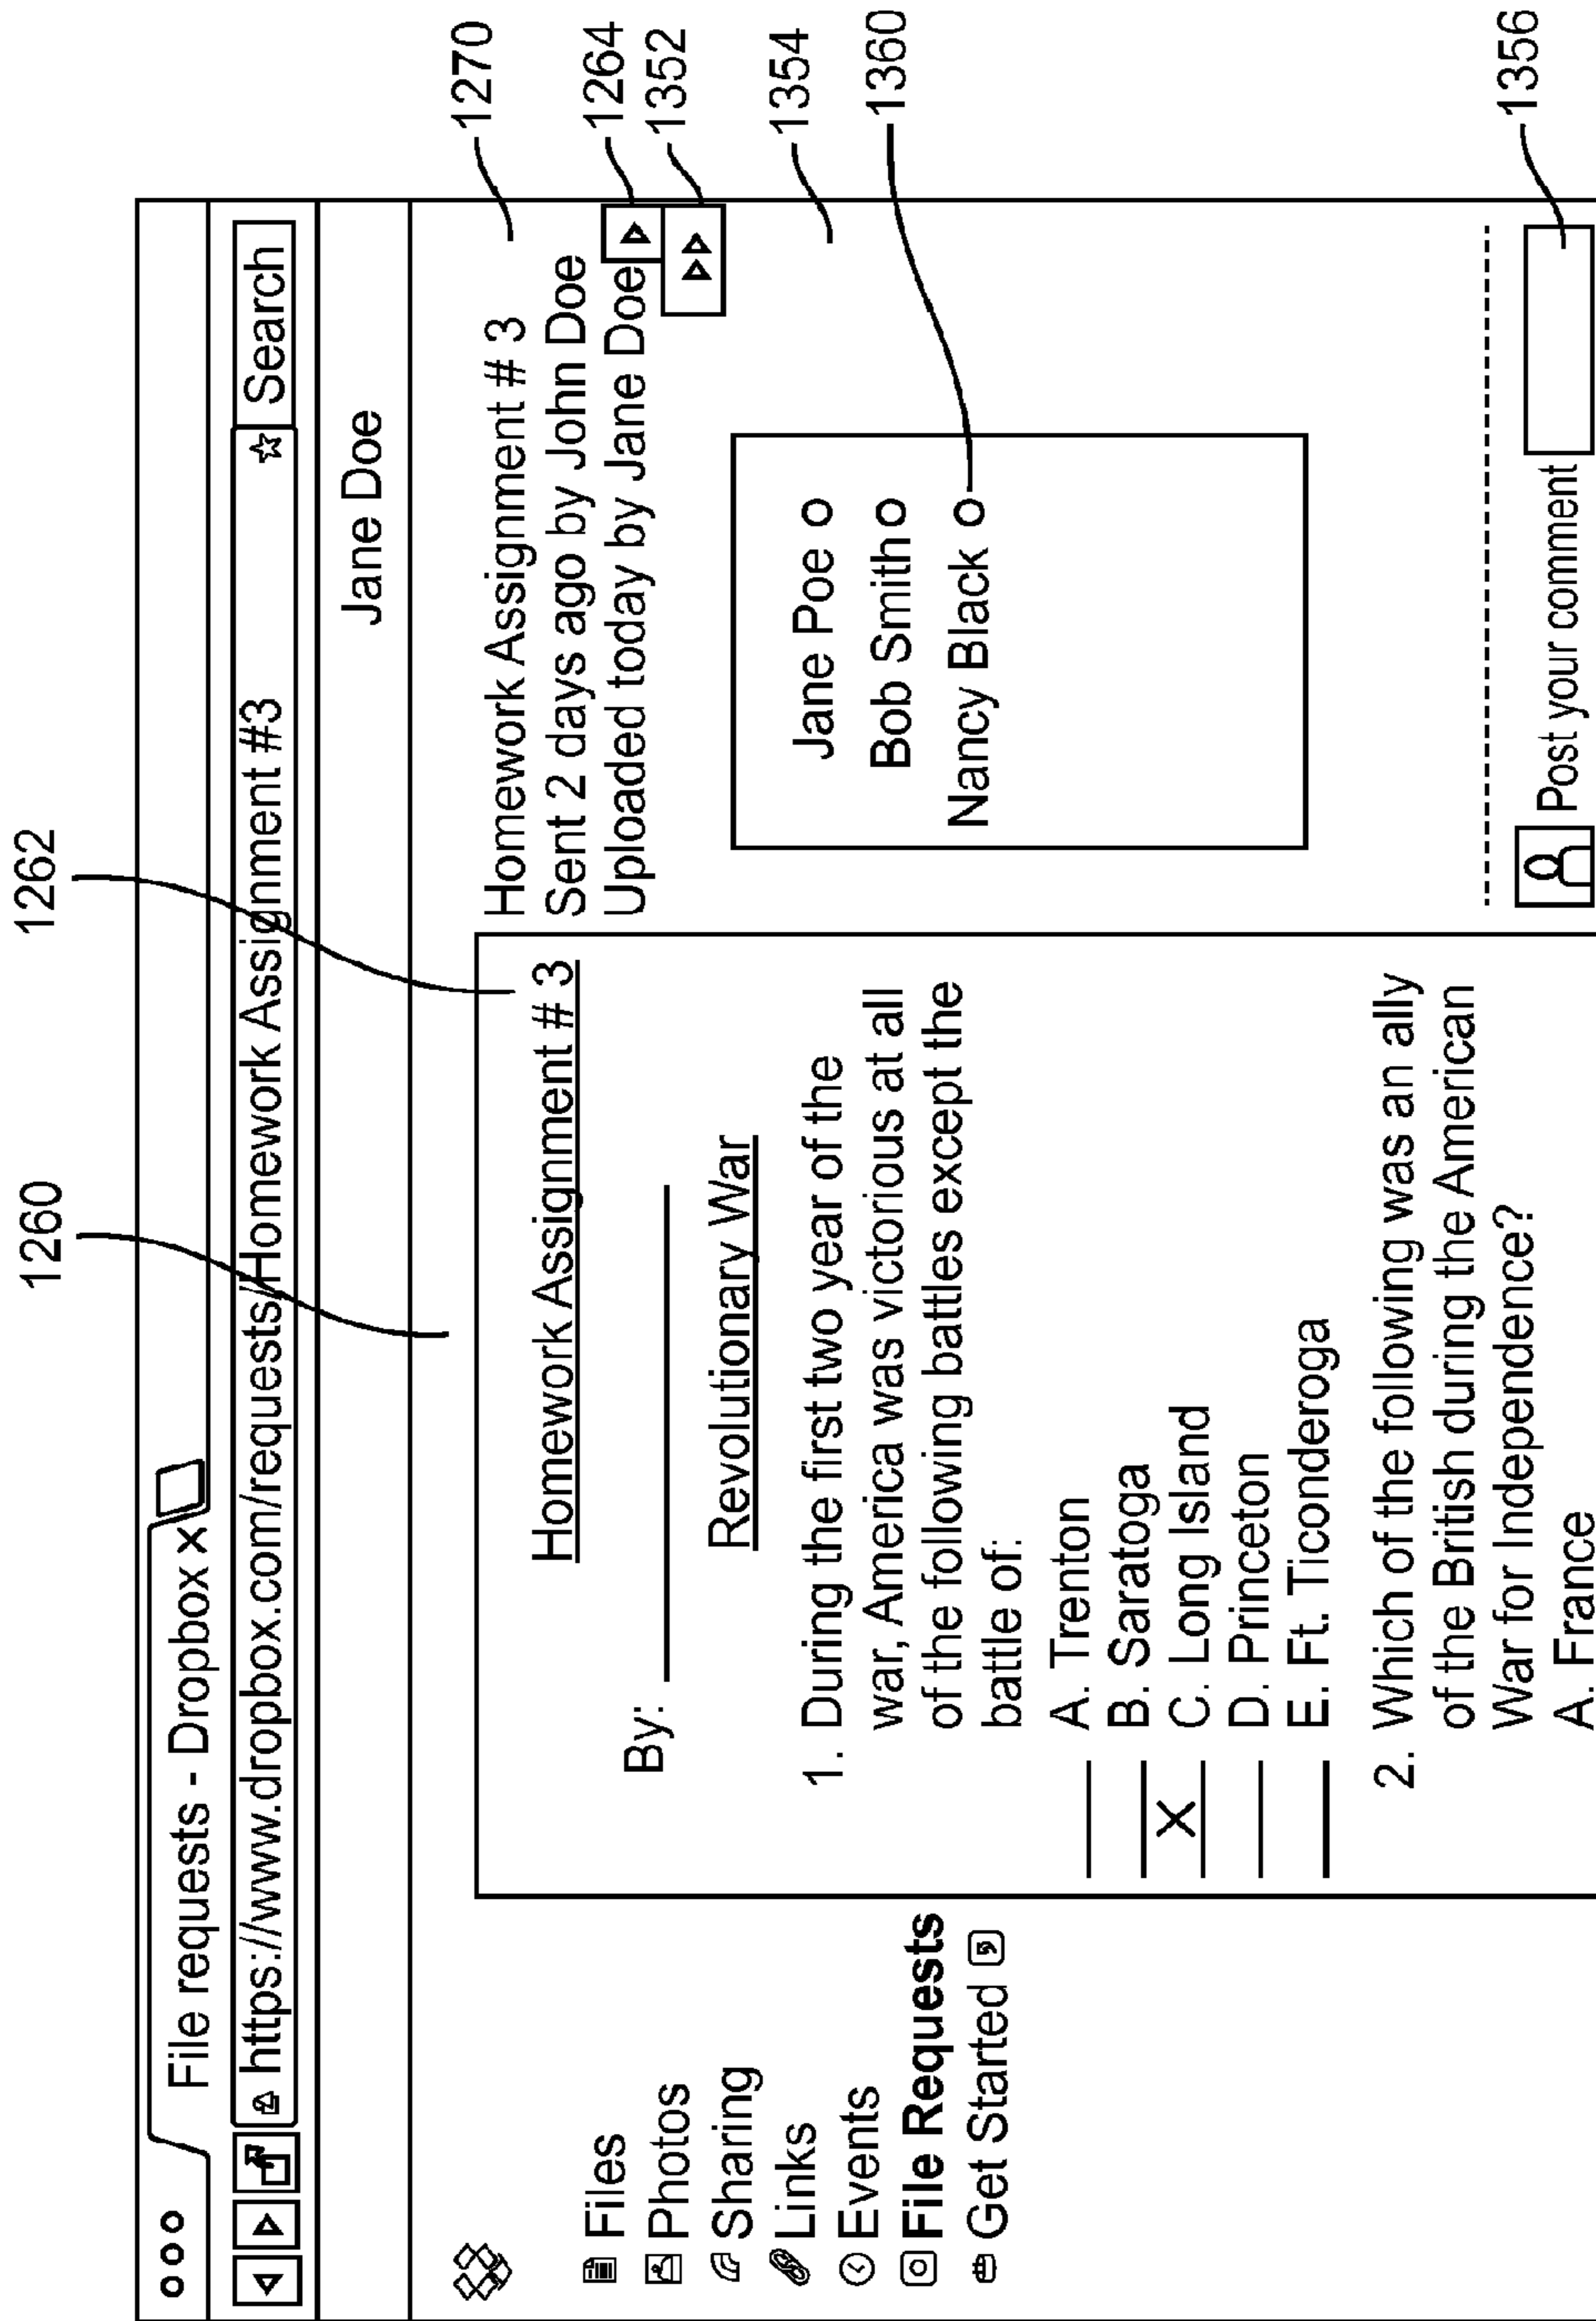 1260
1262
File requests - Dropbox ×
https://www.dropbox.com/requests/Homework Assignment #3
Search
Jane Doe
Files
Photos
Sharing
Links
Events
File Requests
Get Started
Homework Assignment # 3
By:
Revolutionary War
1. During the first two year of the
war, America was victorious at all
of the following battles except the
battle of:
A. Trenton
B. Saratoga
X C. Long Island
D. Princeton
E. Ft. Ticonderoga
2. Which of the following was an ally
of the British during the American
War for Independence?
A. France
Homework Assignment # 3
Sent 2 days ago by John Doe
Uploaded today by Jane Doe
Jane Poe
Bob Smith
Nancy Black
Post your comment
1270
1264
1352
1354
1360
1356